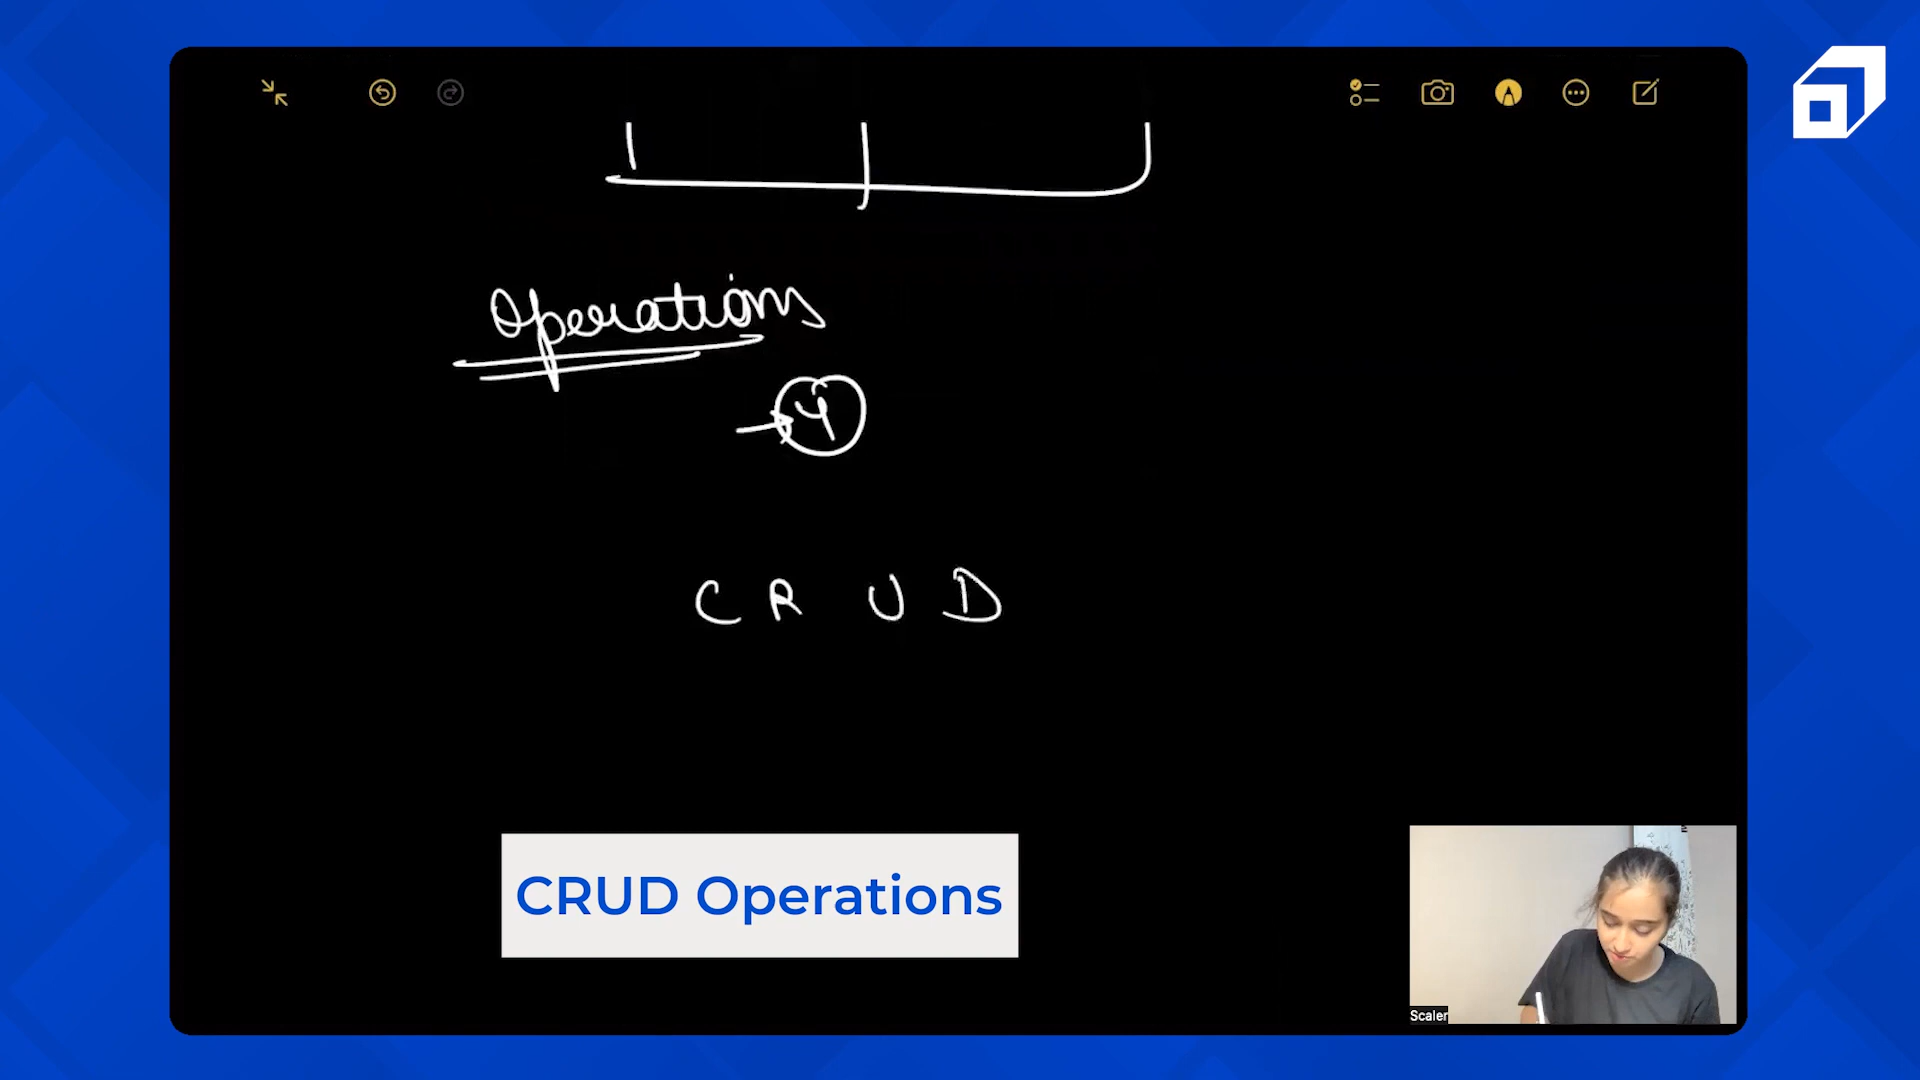 Operations
4
C R U D
CRUD Operations
Scaler